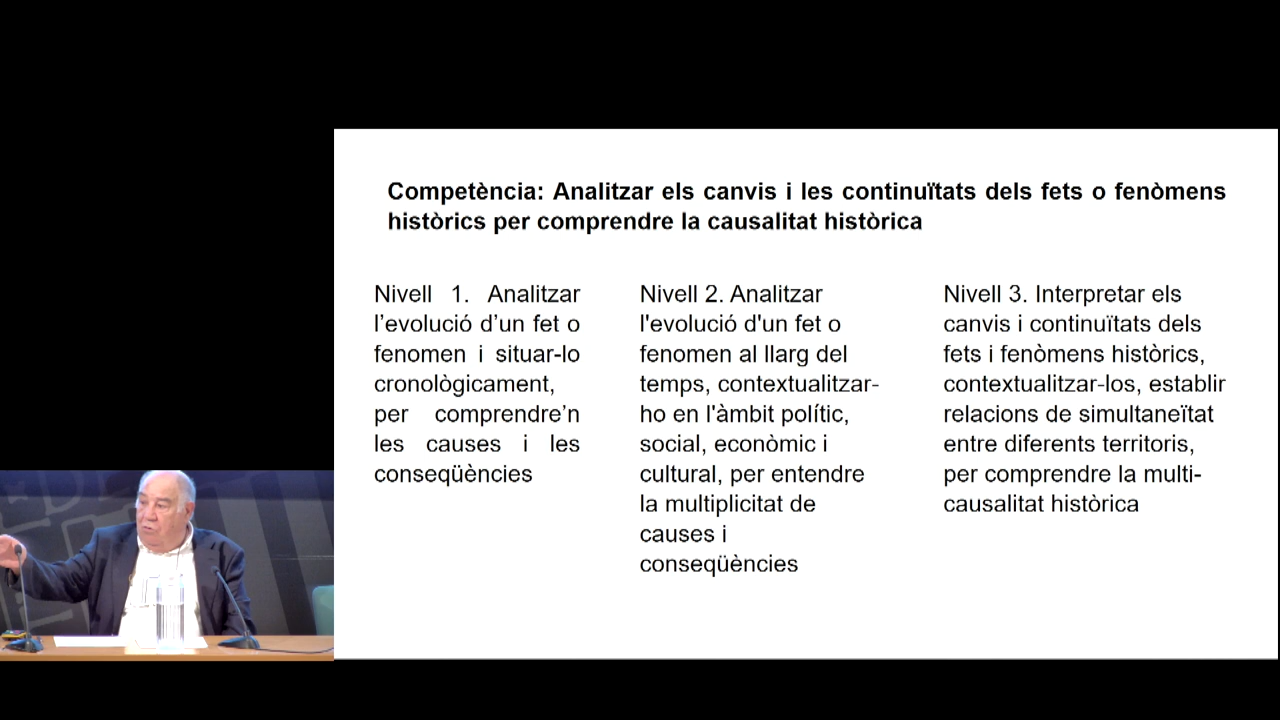 Competència: Analitzar els canvis i les continuïtats dels fets o fenòmens
històrics per comprendre la causalitat històrica
Nivell 1. Analitzar
l’evolució d’un fet o
fenomen i situar-lo
cronològicament,
per comprendre’n
les causes i les
conseqüències
Nivell 2. Analitzar
l'evolució d'un fet o
fenomen al llarg del
temps, contextualitzar-
ho en l'àmbit polític,
social, econòmic i
cultural, per entendre
la multiplicitat de
causes i
conseqüències
Nivell 3. Interpretar els
canvis i continuïtats dels
fets i fenòmens històrics,
contextualitzar-los, establir
relacions de simultaneïtat
entre diferents territoris,
per comprendre la multi-
causalitat històrica